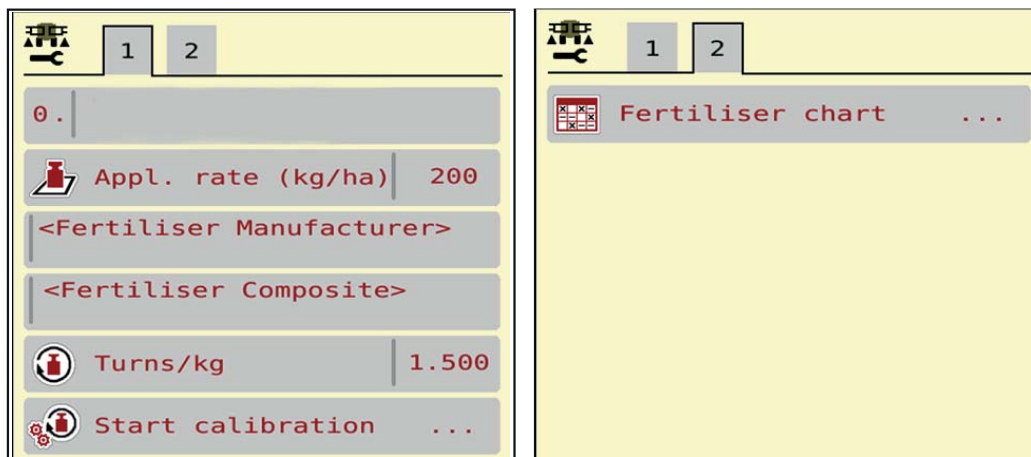 1 2
0.
Appl. rate (kg/ha) 200
<Fertiliser Manufacturer>
<Fertiliser Composite>
Turns/kg 1.500
Start calibration ...
1 2
Fertiliser chart ...